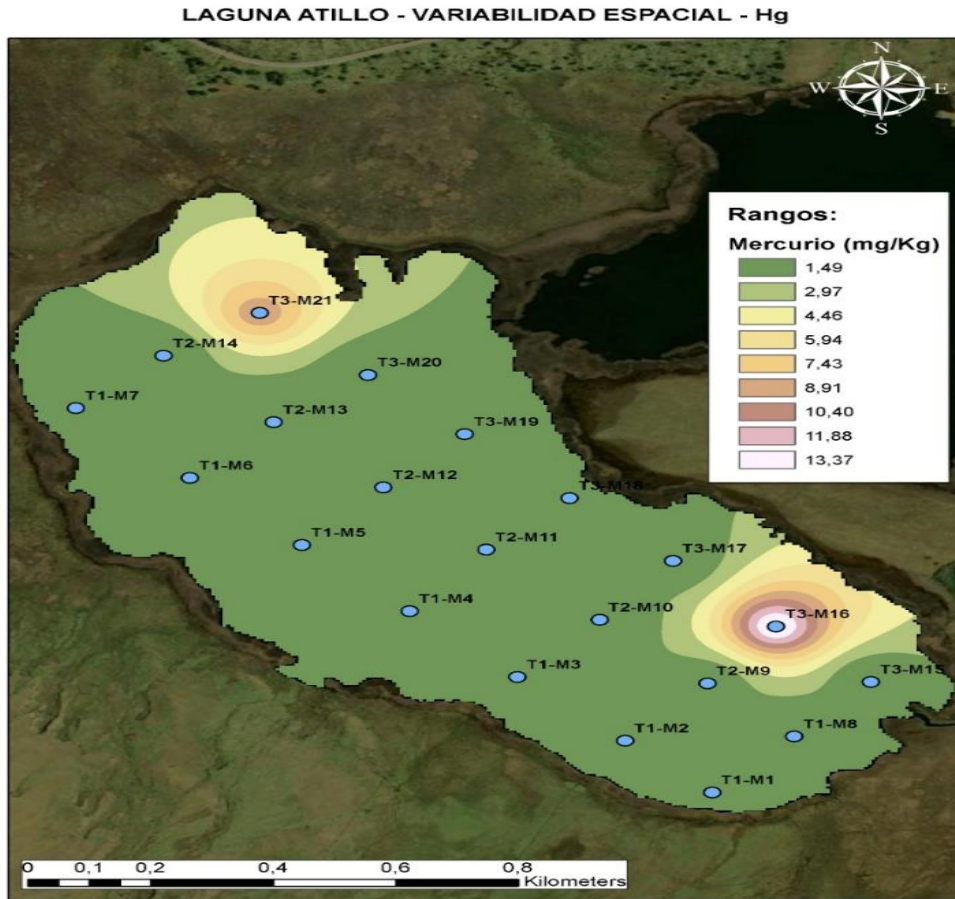 LAGUNA ATILLO - VARIABILIDAD ESPACIAL - Hg
N
W E
S
Rangos:
Mercurio (mg/Kg)
1,49
2,97
4,46
5,94
7,43
8,91
10,40
11,88
13,37
T3-M21
T2-M14
T3-M20
T1-M7
T2-M13
T3-M19
T1-M6
T2-M12
T3-M18
T1-M5
T2-M11
T3-M17
T1-M4
T2-M10
T3-M16
T1-M3
T2-M9
T3-M15
T1-M2
T1-M8
T1-M1
0 0,1 0,2 0,4 0,6 0,8
Kilometers